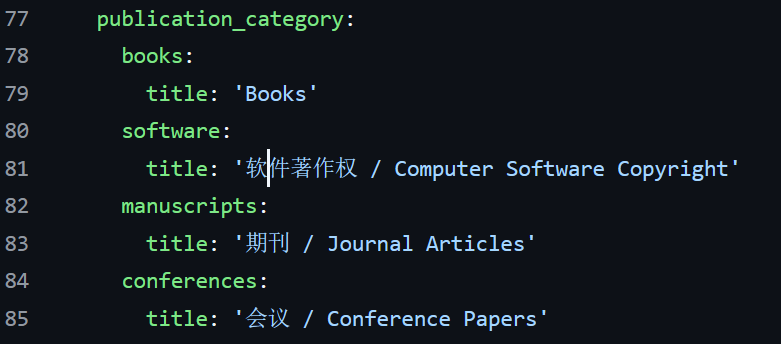 77 publication_category:
78 books:
79 title: 'Books'
80 software:
81 title: '软件著作权 / Computer Software Copyright'
82 manuscripts:
83 title: '期刊 / Journal Articles'
84 conferences:
85 title: '会议 / Conference Papers'